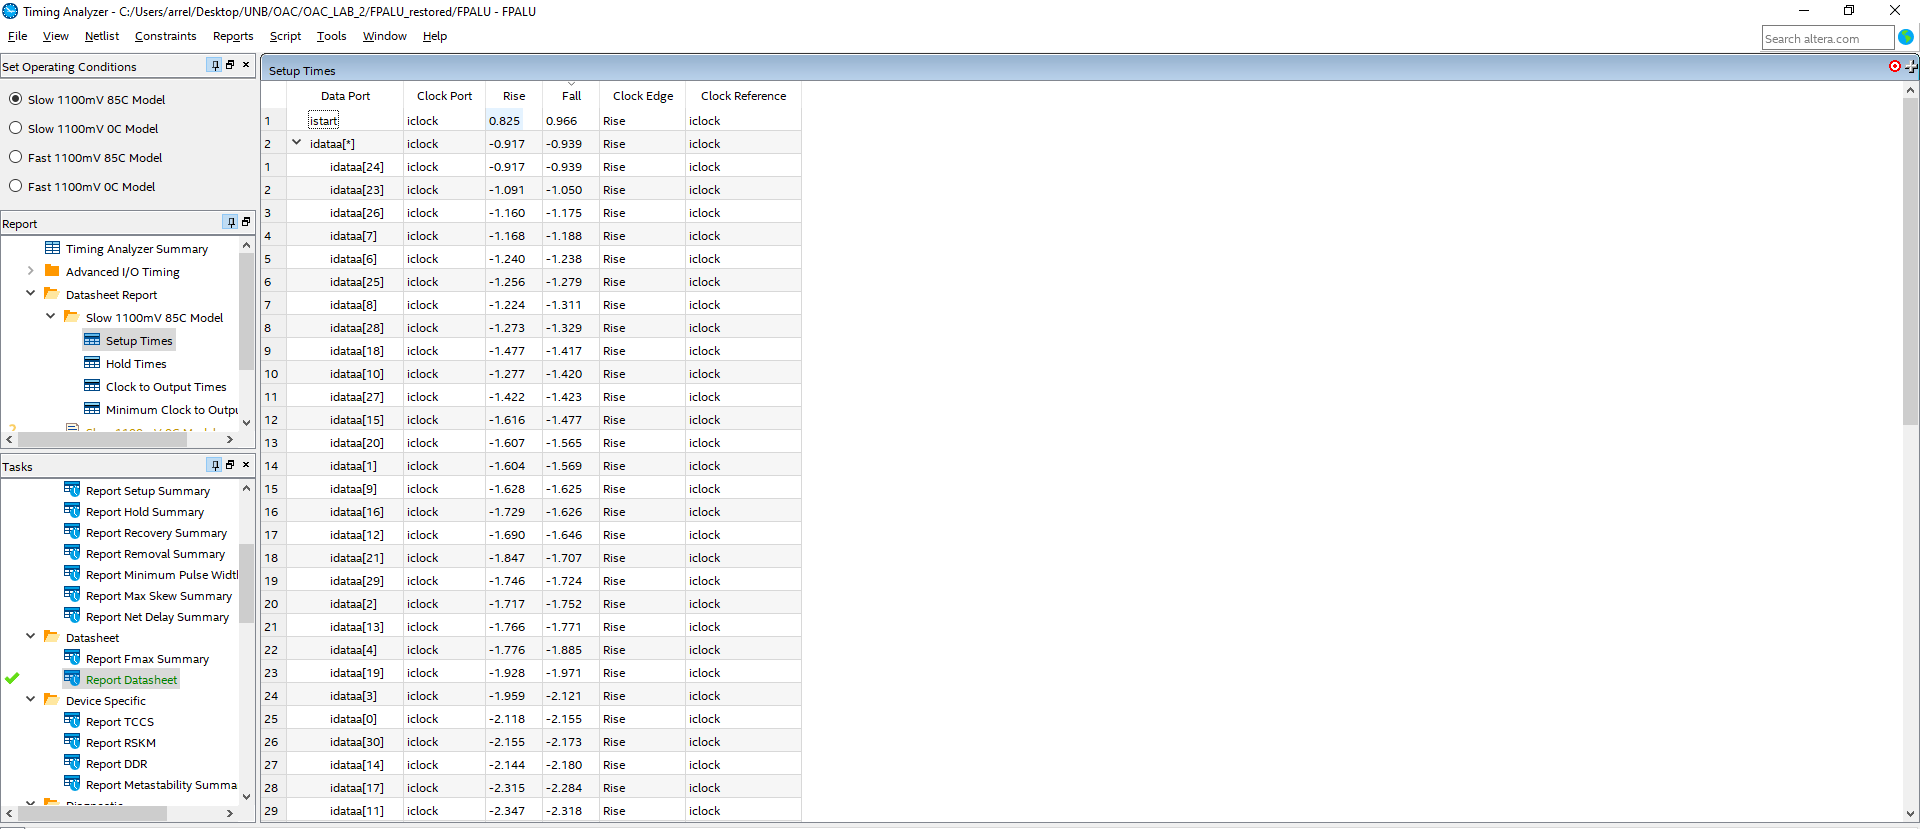 Timing Analyzer - C:/Users/arrel/Desktop/UNB/OAC/OAC_LAB_2/FPALU_restored/FPALU - FPALU
File View Netlist Constraints Reports Script Tools Window Help
Search altera.com
Set Operating Conditions
Slow 1100mV 85C Model
Slow 1100mV 0C Model
Fast 1100mV 85C Model
Fast 1100mV 0C Model
Report
Timing Analyzer Summary
Advanced I/O Timing
Datasheet Report
Slow 1100mV 85C Model
Setup Times
Hold Times
Clock to Output Times
Minimum Clock to Outpu
Tasks
Report Setup Summary
Report Hold Summary
Report Recovery Summary
Report Removal Summary
Report Minimum Pulse Widt
Report Max Skew Summary
Report Net Delay Summary
Datasheet
Report Fmax Summary
Report Datasheet
Device Specific
Report TCCS
Report RSKM
Report DDR
Report Metastability Summa
Setup Times
Data Port Clock Port Rise Fall Clock Edge Clock Reference
1 istart iclock 0.825 0.966 Rise iclock
2 idataa[*] iclock -0.917 -0.939 Rise iclock
1 idataa[24] iclock -0.917 -0.939 Rise iclock
2 idataa[23] iclock -1.091 -1.050 Rise iclock
3 idataa[26] iclock -1.160 -1.175 Rise iclock
4 idataa[7] iclock -1.168 -1.188 Rise iclock
5 idataa[6] iclock -1.240 -1.238 Rise iclock
6 idataa[25] iclock -1.256 -1.279 Rise iclock
7 idataa[8] iclock -1.224 -1.311 Rise iclock
8 idataa[28] iclock -1.273 -1.329 Rise iclock
9 idataa[18] iclock -1.477 -1.417 Rise iclock
10 idataa[10] iclock -1.277 -1.420 Rise iclock
11 idataa[27] iclock -1.422 -1.423 Rise iclock
12 idataa[15] iclock -1.616 -1.477 Rise iclock
13 idataa[20] iclock -1.607 -1.565 Rise iclock
14 idataa[1] iclock -1.604 -1.569 Rise iclock
15 idataa[9] iclock -1.628 -1.625 Rise iclock
16 idataa[16] iclock -1.729 -1.626 Rise iclock
17 idataa[12] iclock -1.690 -1.646 Rise iclock
18 idataa[21] iclock -1.847 -1.707 Rise iclock
19 idataa[29] iclock -1.746 -1.724 Rise iclock
20 idataa[2] iclock -1.717 -1.752 Rise iclock
21 idataa[13] iclock -1.766 -1.771 Rise iclock
22 idataa[4] iclock -1.776 -1.885 Rise iclock
23 idataa[19] iclock -1.928 -1.971 Rise iclock
24 idataa[3] iclock -1.959 -2.121 Rise iclock
25 idataa[0] iclock -2.118 -2.155 Rise iclock
26 idataa[30] iclock -2.155 -2.173 Rise iclock
27 idataa[14] iclock -2.144 -2.180 Rise iclock
28 idataa[17] iclock -2.315 -2.284 Rise iclock
29 idataa[11] iclock -2.347 -2.318 Rise iclock